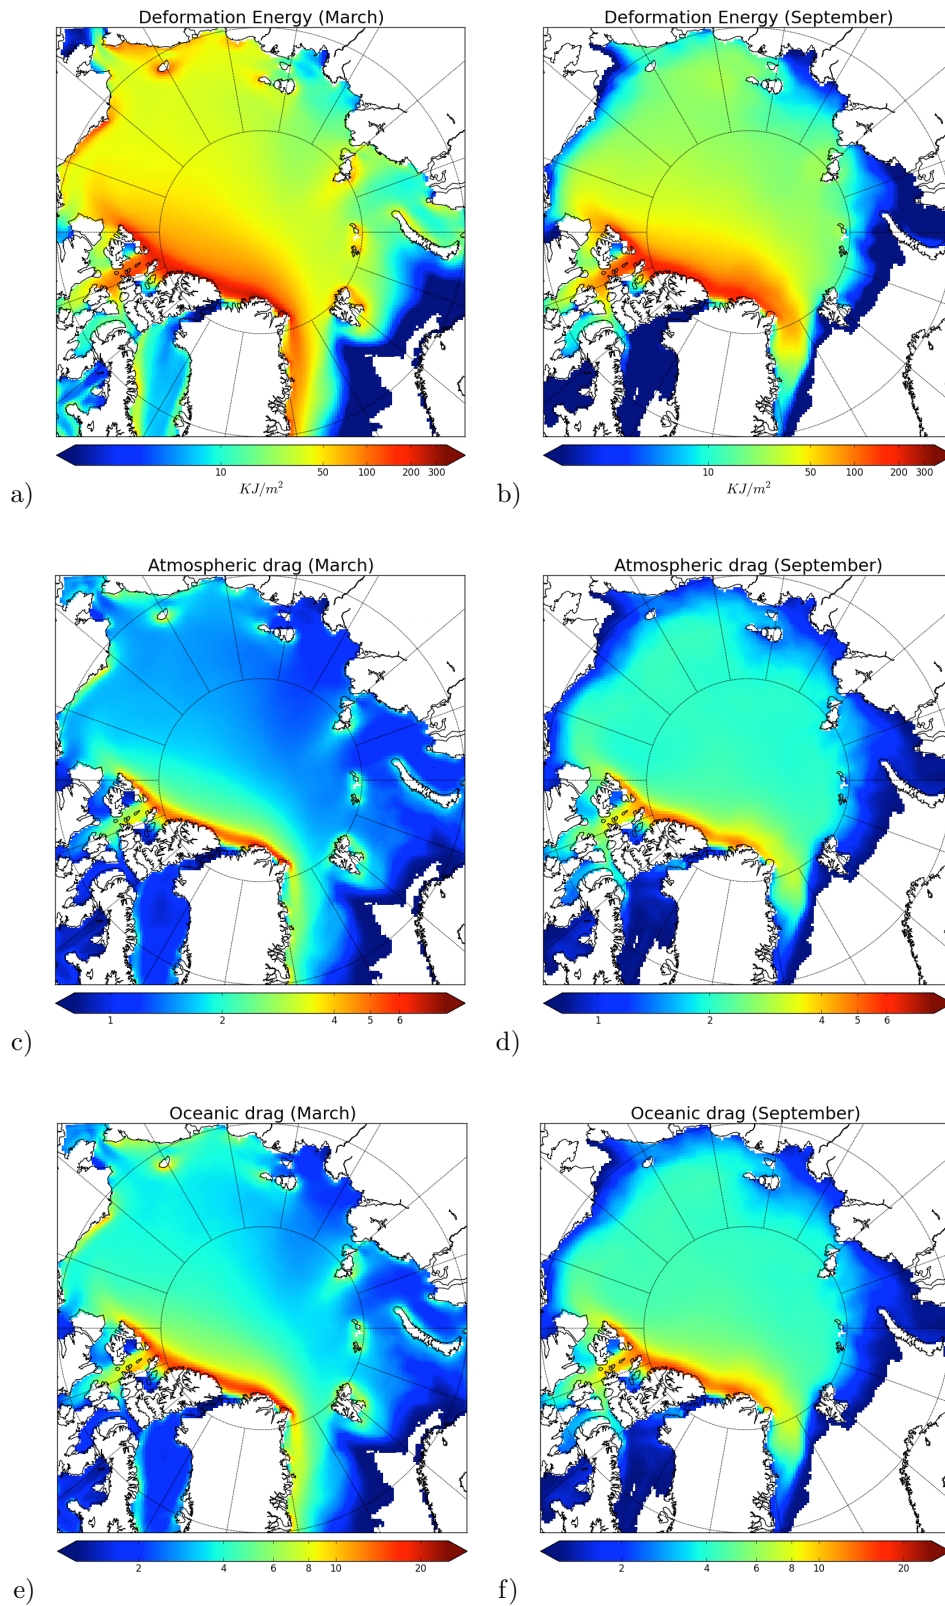 Deformation Energy (March)
Deformation Energy (September)
10 50 100 200 300
10 50 100 200 300
KJ/m²
KJ/m²
a)
b)
Atmospheric drag (March)
Atmospheric drag (September)
1 2 4 5 6
1 2 4 5 6
c)
d)
Oceanic drag (March)
Oceanic drag (September)
2 4 6 8 10 20
2 4 6 8 10 20
e)
f)